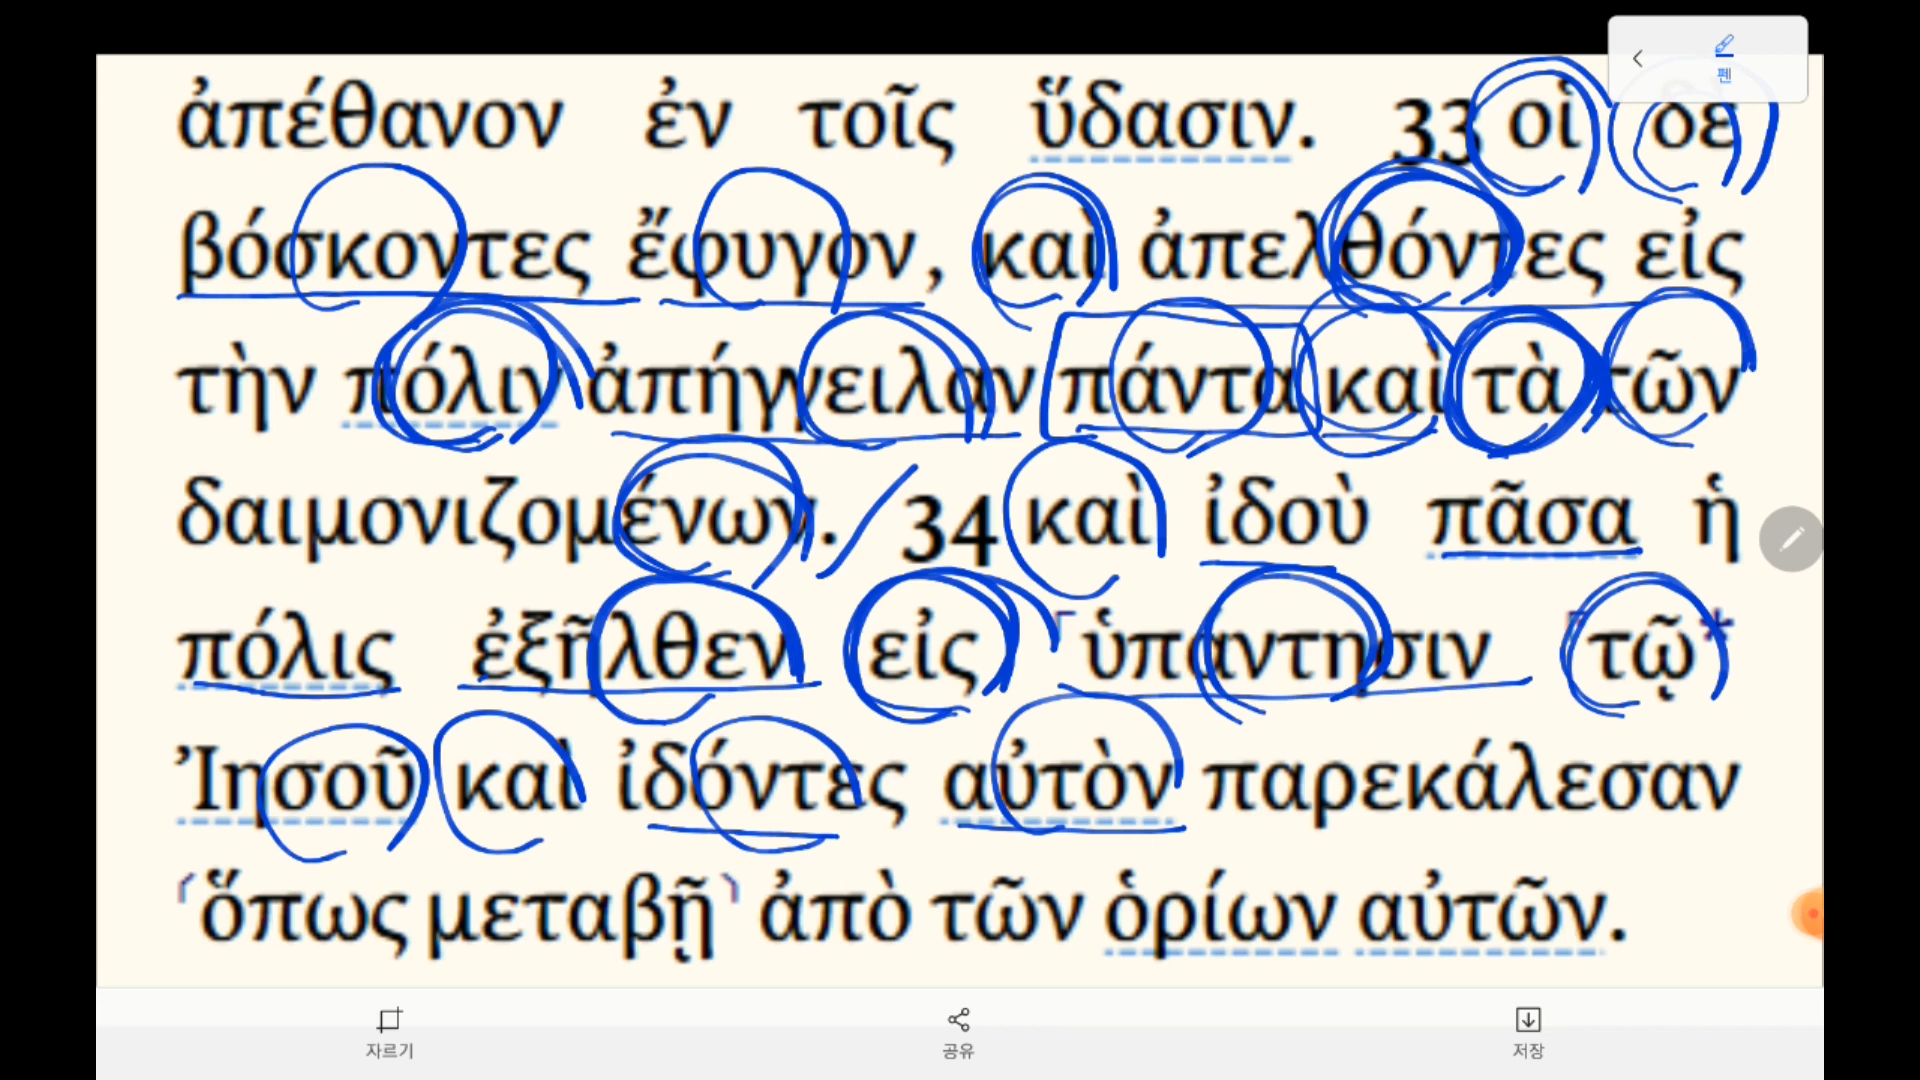 펜
ἀπέθανον ἐν τοῖς ὕδασιν. 33 οἱ δὲ
βόσκοντες ἔφυγον, καὶ ἀπελθόντες εἰς
τὴν πόλιν ἀπήγγειλαν πάντα καὶ τὰ τῶν
δαιμονιζομένων. 34 καὶ ἰδοὺ πᾶσα ἡ
πόλις ἐξῆλθεν εἰς ⸀ὑπαντησιν ⸀τῷ*
Ἰησοῦ καὶ ἰδόντες αὐτὸν παρεκάλεσαν
⸂ὅπως μεταβῇ⸃ ἀπὸ τῶν ὁρίων αὐτῶν.
자르기 공유 저장